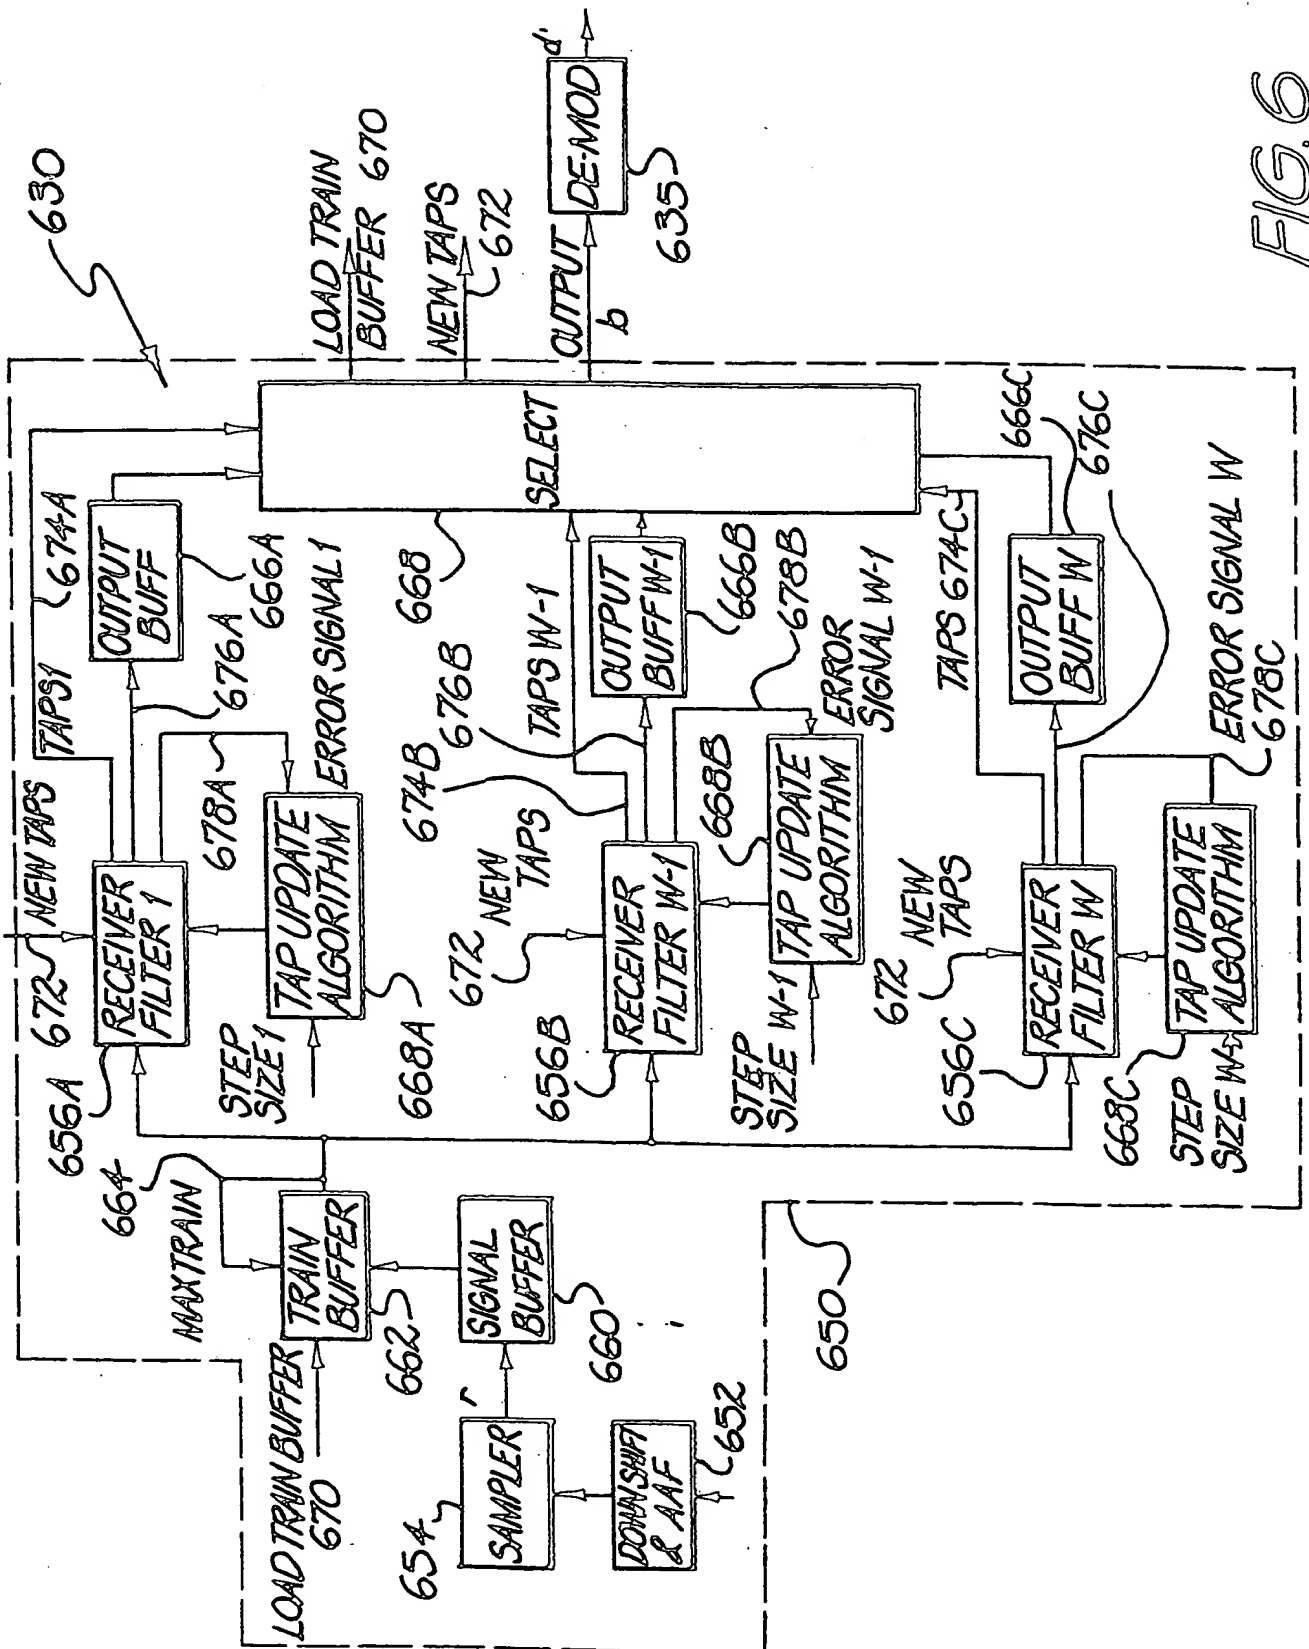 630
LOAD TRAIN
BUFFER 670
NEW TAPS
672
OUTPUT
b
DE-MOD
d
635
672
NEW TAPS
TAPS1
674A
RECEIVER
FILTER 1
656A
676A
OUTPUT
BUFF
666A
678A
ERROR SIGNAL1
TAP UPDATE
ALGORITHM
STEP
SIZE1
668A
668
SELECT
664
MAXTRAIN
TRAIN
BUFFER
LOAD TRAIN BUFFER
670
662
SIGNAL
BUFFER
660
r
SAMPLER
654
DOWNSHIFT
& AAF
652
672
NEW
TAPS
674B
676B
TAPS W-1
RECEIVER
FILTER W-1
656B
OUTPUT
BUFF W-1
666B
678B
668B
TAP UPDATE
ALGORITHM
ERROR
SIGNAL W-1
STEP
SIZE W-1
672
NEW
TAPS
TAPS 674C
RECEIVER
FILTER W
656C
OUTPUT
BUFF W
666C
676C
TAP UPDATE
ALGORITHM
668C
STEP
SIZE W
ERROR SIGNAL W
678C
650
FIG. 6